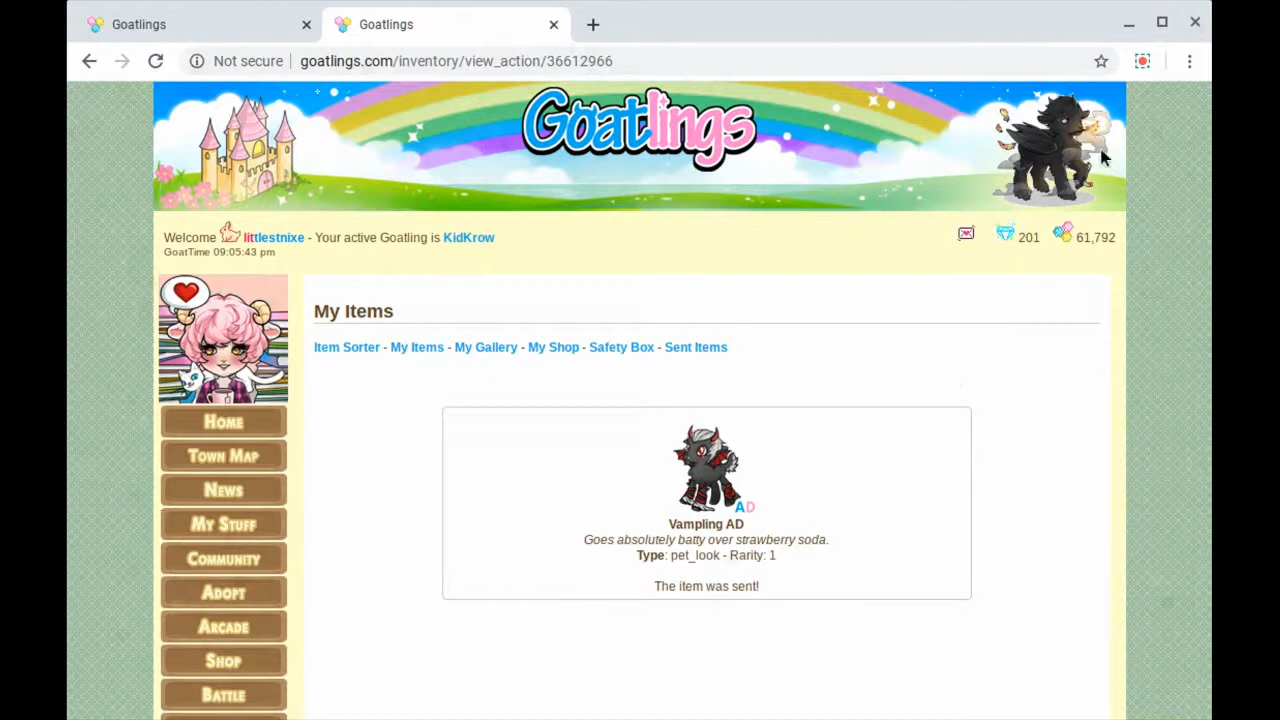 Goatlings
Goatlings
Not secure
goatlings.com/inventory/view_action/36612966
Goatlings
Welcome littlestnixe - Your active Goatling is KidKrow
201
61,792
GoatTime 09:05:43 pm
My Items
Item Sorter - My Items - My Gallery - My Shop - Safety Box - Sent Items
Home
Town Map
News
My Stuff
Community
Adopt
Arcade
Shop
Battle
AD
Vampling AD
Goes absolutely batty over strawberry soda.
Type: pet_look - Rarity: 1
The item was sent!